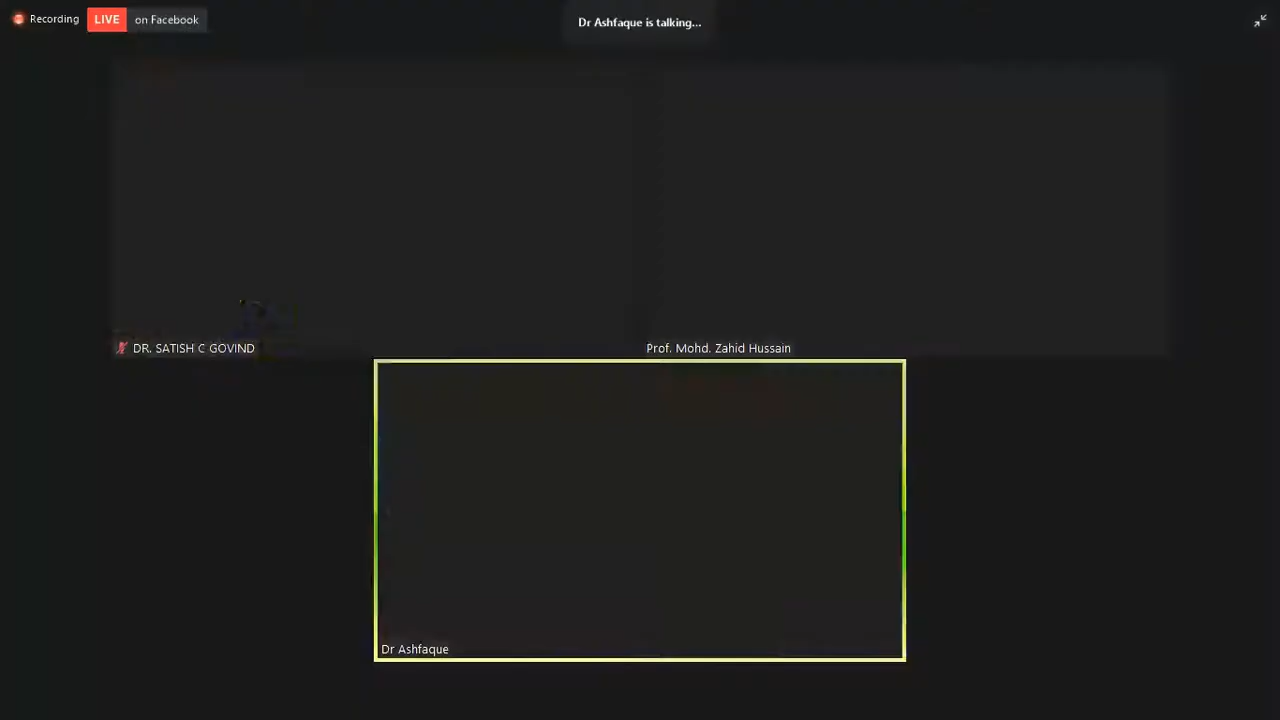 Recording LIVE on Facebook
Dr Ashfaque is talking...
DR. SATISH C GOVIND
Prof. Mohd. Zahid Hussain
Dr Ashfaque